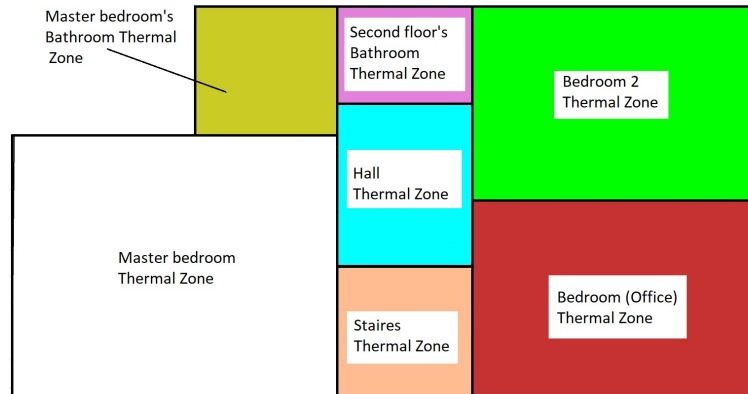 Master bedroom's
Bathroom Thermal
Zone
Second floor's
Bathroom
Thermal Zone
Bedroom 2
Thermal Zone
Hall
Thermal Zone
Master bedroom
Thermal Zone
Bedroom (Office)
Thermal Zone
Staires
Thermal Zone